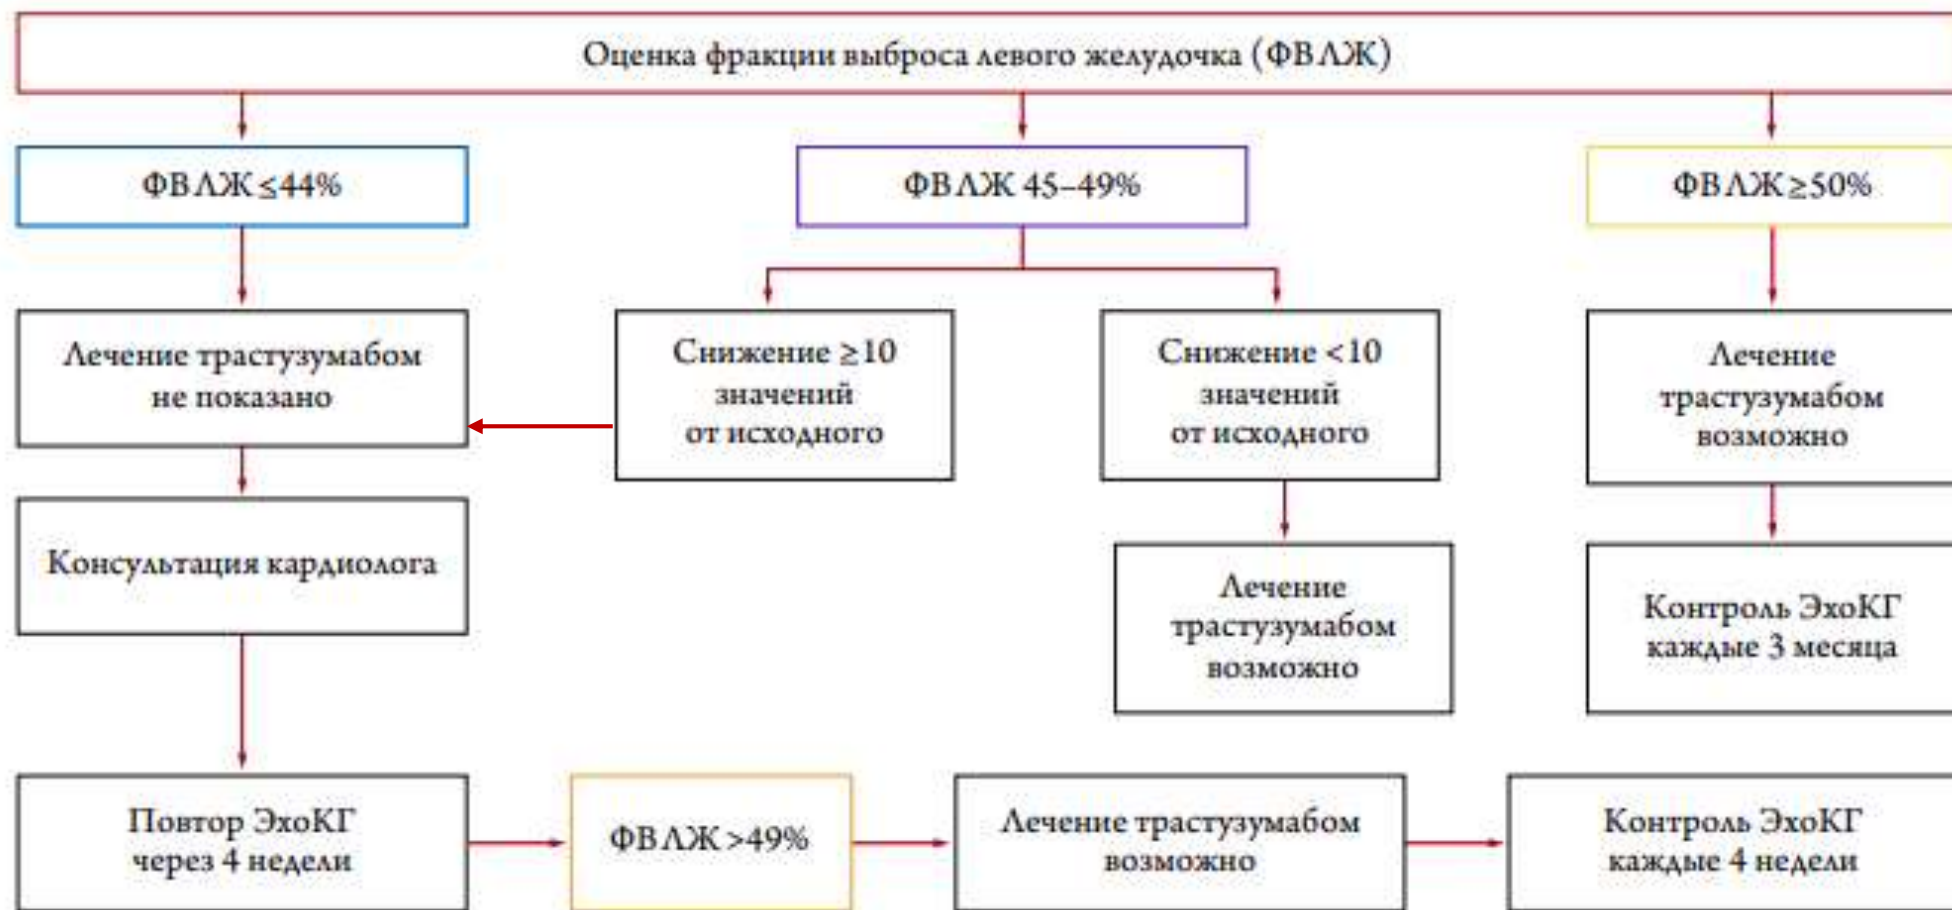 Оценка фракции выброса левого желудочка (ФВЛЖ)
ФВЛЖ ≤44%
ФВЛЖ 45–49%
ФВЛЖ ≥50%
Лечение трастузумабом
не показано
Снижение ≥10
значений
от исходного
Снижение <10
значений
от исходного
Лечение
трастузумабом
возможно
Консультация кардиолога
Лечение
трастузумабом
возможно
Контроль ЭхоКГ
каждые 3 месяца
Повтор ЭхоКГ
через 4 недели
ФВЛЖ >49%
Лечение трастузумабом
возможно
Контроль ЭхоКГ
каждые 4 недели